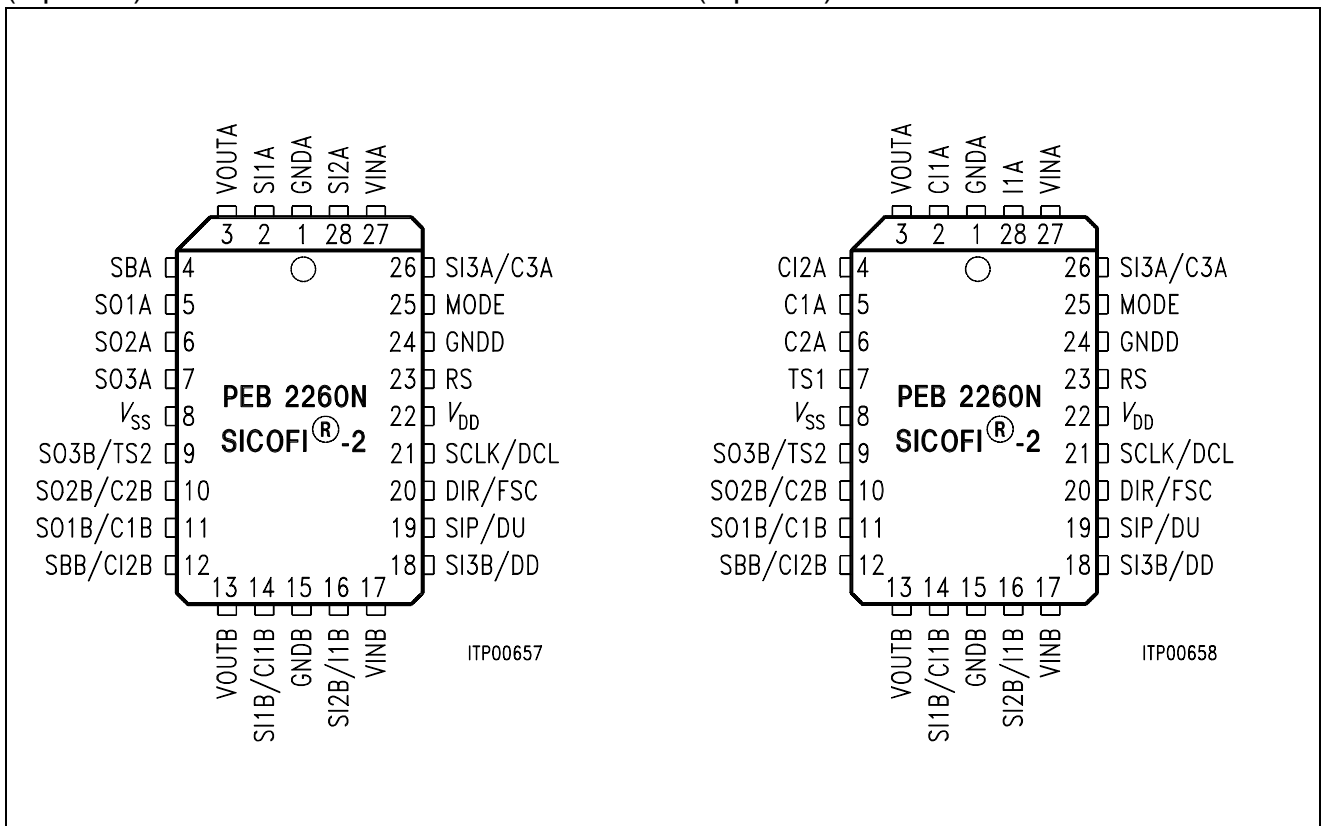 VOUTA SI1A GNDA SI2A VINA
3 2 1 28 27
SBA 4 26 SI3A/C3A
SO1A 5 25 MODE
SO2A 6 24 GNDD
SO3A 7 23 RS
VSS 8 22 VDD
SO3B/TS2 9 21 SCLK/DCL
SO2B/C2B 10 20 DIR/FSC
SO1B/C1B 11 19 SIP/DU
SBB/CI2B 12 18 SI3B/DD
PEB 2260N
SICOFI®-2
13 14 15 16 17
VOUTB SI1B/CI1B GNDB SI2B/I1B VINB
ITP00657
VOUTA CI1A GNDA I1A VINA
3 2 1 28 27
CI2A 4 26 SI3A/C3A
C1A 5 25 MODE
C2A 6 24 GNDD
TS1 7 23 RS
VSS 8 22 VDD
SO3B/TS2 9 21 SCLK/DCL
SO2B/C2B 10 20 DIR/FSC
SO1B/C1B 11 19 SIP/DU
SBB/CI2B 12 18 SI3B/DD
PEB 2260N
SICOFI®-2
13 14 15 16 17
VOUTB SI1B/CI1B GNDB SI2B/I1B VINB
ITP00658